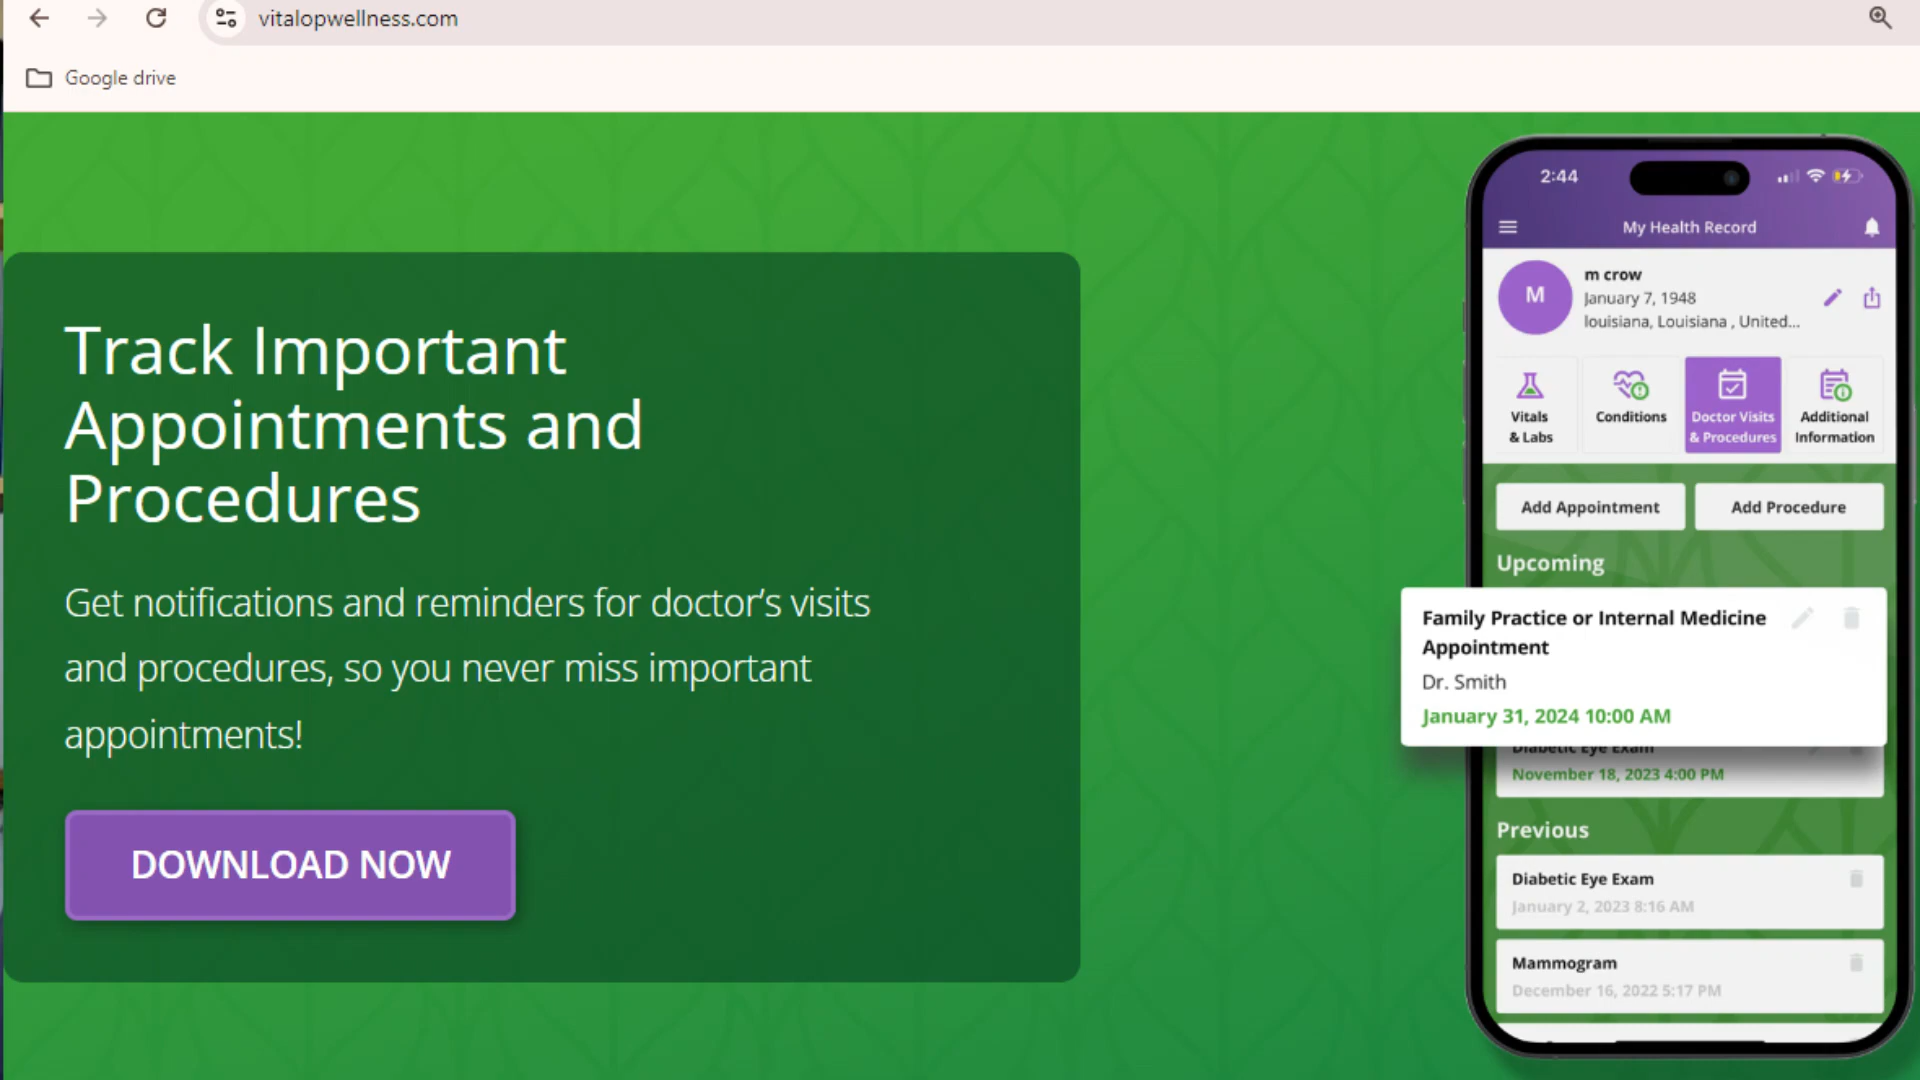 vitalopwellness.com
Google drive
Track Important
Appointments and
Procedures
Get notifications and reminders for doctor’s visits
and procedures, so you never miss important
appointments!
DOWNLOAD NOW
2:44
My Health Record
M
m crow
January 7, 1948
louisiana, Louisiana , United...
Vitals
& Labs
Conditions
Doctor Visits
& Procedures
Additional
Information
Add Appointment
Add Procedure
Upcoming
Family Practice or Internal Medicine
Appointment
Dr. Smith
January 31, 2024 10:00 AM
Diabetic Eye Exam
November 18, 2023 4:00 PM
Previous
Diabetic Eye Exam
January 2, 2023 8:16 AM
Mammogram
December 16, 2022 5:17 PM